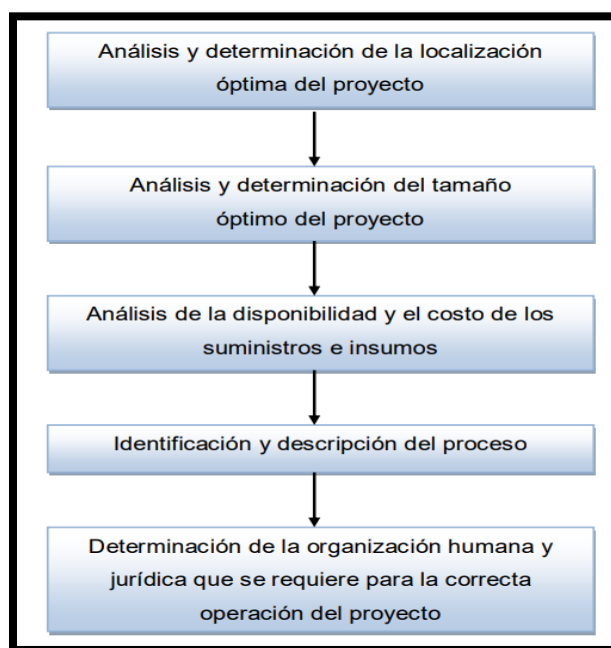 Análisis y determinación de la localización
óptima del proyecto
Análisis y determinación del tamaño
óptimo del proyecto
Análisis de la disponibilidad y el costo de los
suministros e insumos
Identificación y descripción del proceso
Determinación de la organización humana y
jurídica que se requiere para la correcta
operación del proyecto